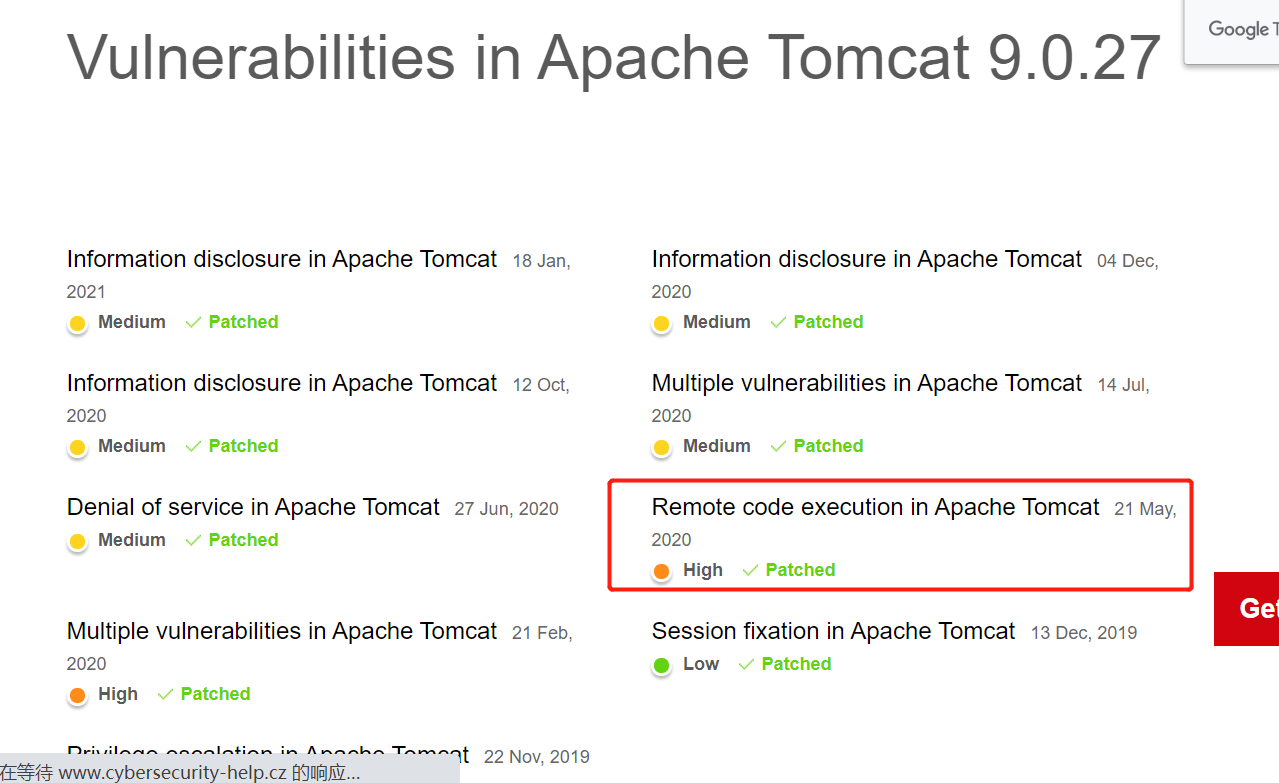 Vulnerabilities in Apache Tomcat 9.0.27
Google T
Information disclosure in Apache Tomcat 18 Jan,
2021
Medium Patched
Information disclosure in Apache Tomcat 04 Dec,
2020
Medium Patched
Information disclosure in Apache Tomcat 12 Oct,
2020
Medium Patched
Multiple vulnerabilities in Apache Tomcat 14 Jul,
2020
Medium Patched
Denial of service in Apache Tomcat 27 Jun, 2020
Medium Patched
Remote code execution in Apache Tomcat 21 May,
2020
High Patched
Get
Multiple vulnerabilities in Apache Tomcat 21 Feb,
2020
High Patched
Session fixation in Apache Tomcat 13 Dec, 2019
Low Patched
Privilege escalation in Apache Tomcat 22 Nov, 2019
在等待 www.cybersecurity-help.cz 的响应...